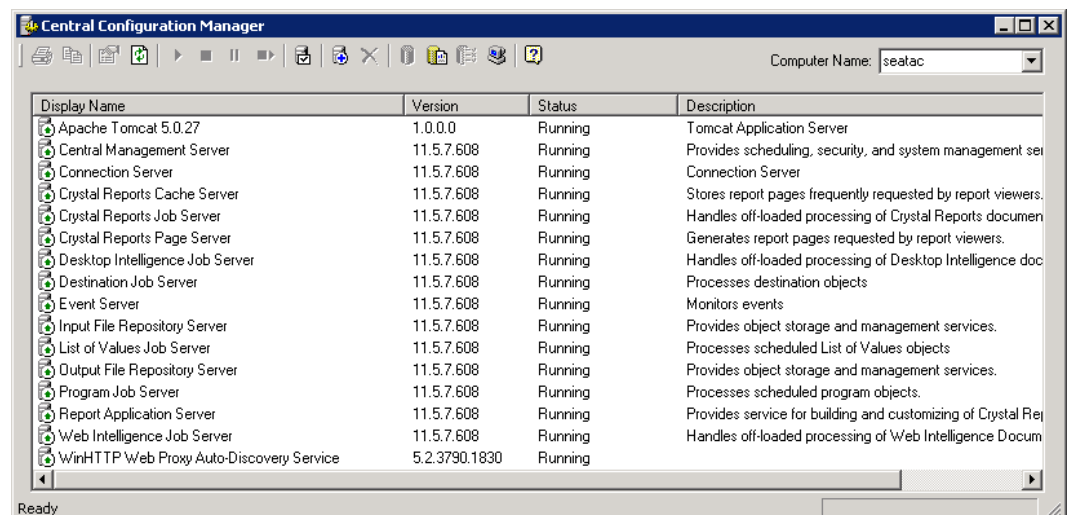 Central Configuration Manager
Computer Name: seatac
Display Name Version Status Description
Apache Tomcat 5.0.27 1.0.0.0 Running Tomcat Application Server
Central Management Server 11.5.7.608 Running Provides scheduling, security, and system management ser
Connection Server 11.5.7.608 Running Connection Server
Crystal Reports Cache Server 11.5.7.608 Running Stores report pages frequently requested by report viewers.
Crystal Reports Job Server 11.5.7.608 Running Handles off-loaded processing of Crystal Reports documen
Crystal Reports Page Server 11.5.7.608 Running Generates report pages requested by report viewers.
Desktop Intelligence Job Server 11.5.7.608 Running Handles off-loaded processing of Desktop Intelligence doc
Destination Job Server 11.5.7.608 Running Processes destination objects
Event Server 11.5.7.608 Running Monitors events
Input File Repository Server 11.5.7.608 Running Provides object storage and management services.
List of Values Job Server 11.5.7.608 Running Processes scheduled List of Values objects
Output File Repository Server 11.5.7.608 Running Provides object storage and management services.
Program Job Server 11.5.7.608 Running Processes scheduled program objects.
Report Application Server 11.5.7.608 Running Provides service for building and customizing of Crystal Rep
Web Intelligence Job Server 11.5.7.608 Running Handles off-loaded processing of Web Intelligence Docum
WinHTTP Web Proxy Auto-Discovery Service 5.2.3790.1830 Running
Ready